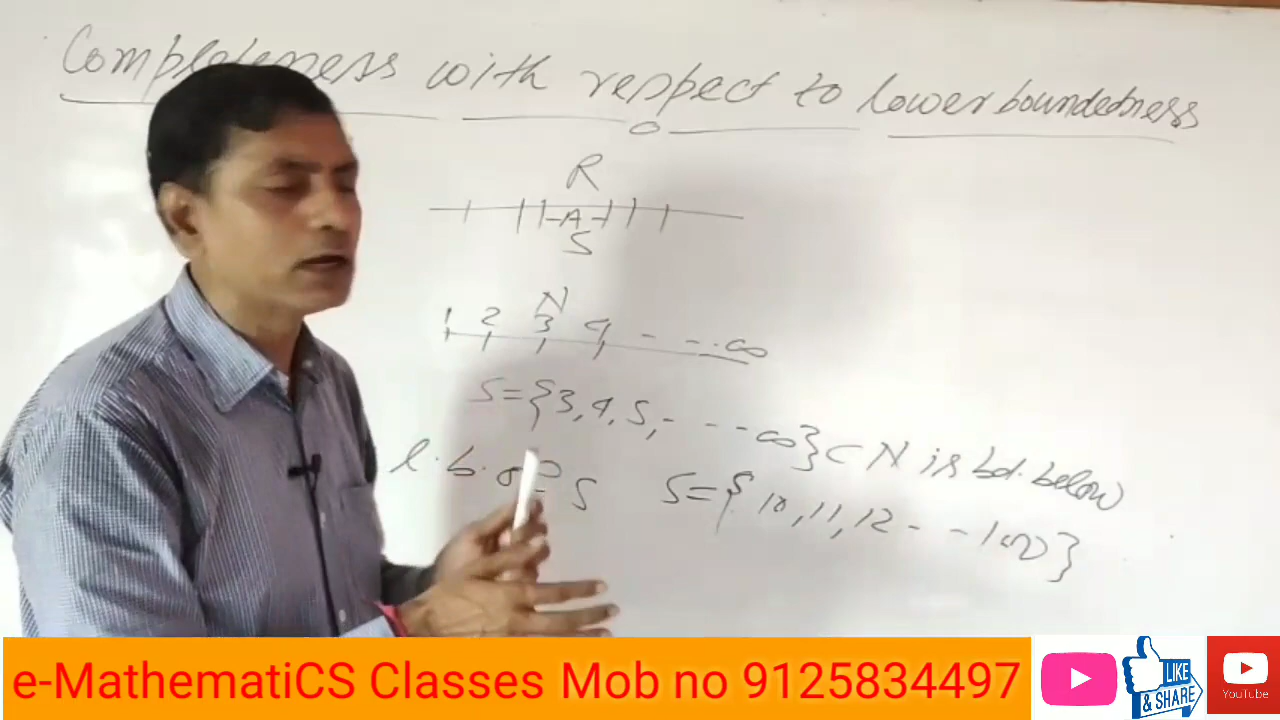 Completeness with respect to lower boundedness
R
A
S
N
1 2 3 4 - - .. ∞
S={3,4,5,- - - - ∞}⊂N is bd. below
l.b. of S S={10,11,12 - - 100}
e-MathematiCS Classes Mob no 9125834497
LIKE & SHARE
YouTube